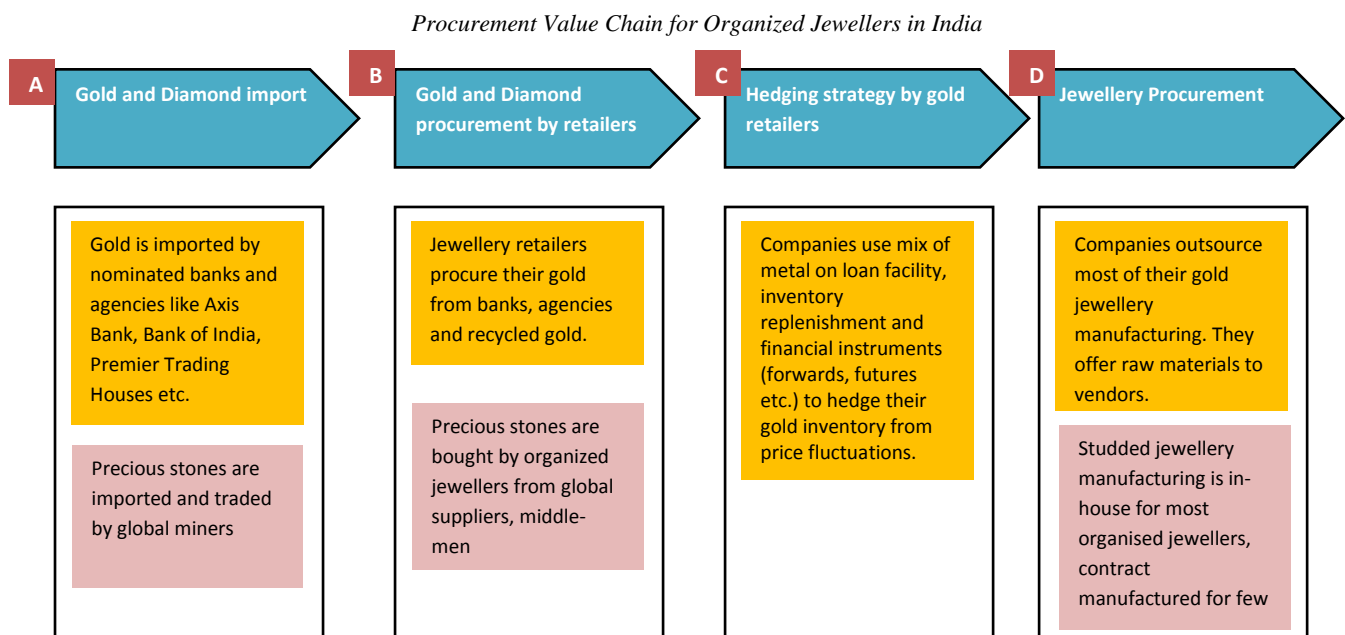 Procurement Value Chain for Organized Jewellers in India
A
Gold and Diamond import
B
Gold and Diamond
procurement by retailers
C
Hedging strategy by gold
retailers
D
Jewellery Procurement
Gold is imported by
nominated banks and
agencies like Axis
Bank, Bank of India,
Premier Trading
Houses etc.
Precious stones are
imported and traded
by global miners
Jewellery retailers
procure their gold
from banks, agencies
and recycled gold.
Precious stones are
bought by organized
jewellers from global
suppliers, middle-
men
Companies use mix of
metal on loan facility,
inventory
replenishment and
financial instruments
(forwards, futures
etc.) to hedge their
gold inventory from
price fluctuations.
Companies outsource
most of their gold
jewellery
manufacturing. They
offer raw materials to
vendors.
Studded jewellery
manufacturing is in-
house for most
organised jewellers,
contract
manufactured for few